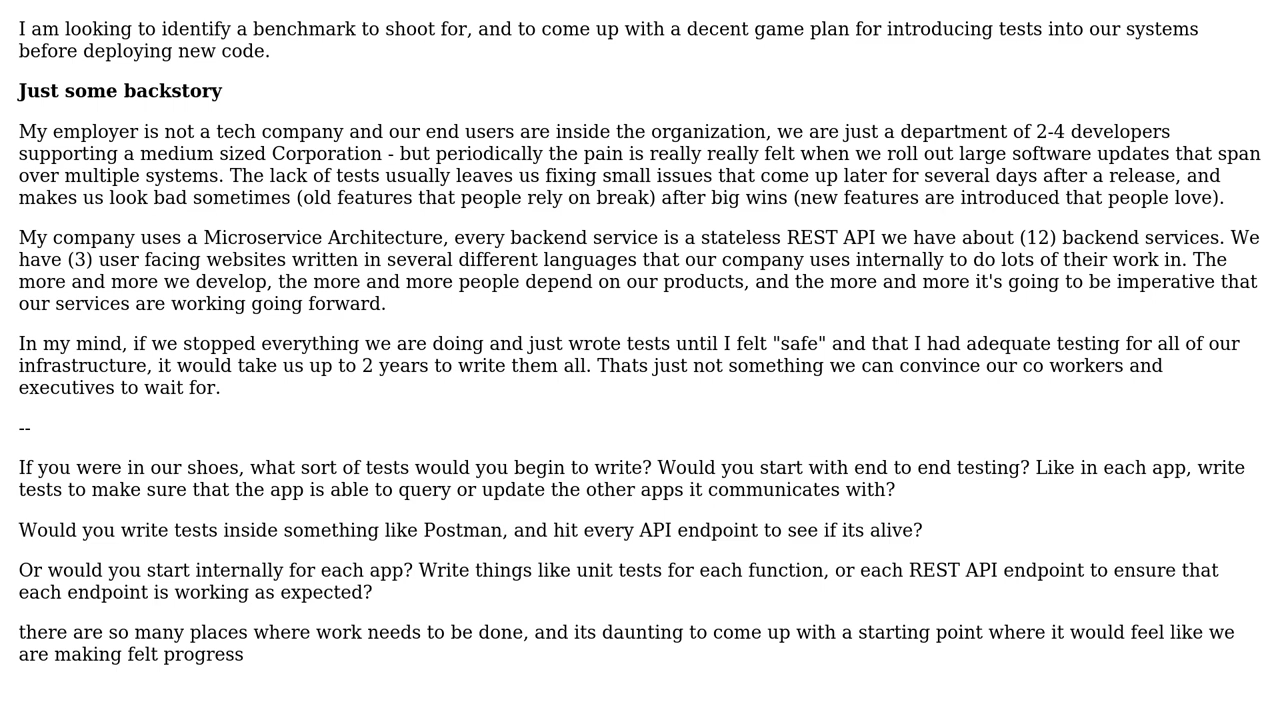 I am looking to identify a benchmark to shoot for, and to come up with a decent game plan for introducing tests into our systems
before deploying new code.
Just some backstory
My employer is not a tech company and our end users are inside the organization, we are just a department of 2-4 developers
supporting a medium sized Corporation - but periodically the pain is really really felt when we roll out large software updates that span
over multiple systems. The lack of tests usually leaves us fixing small issues that come up later for several days after a release, and
makes us look bad sometimes (old features that people rely on break) after big wins (new features are introduced that people love).
My company uses a Microservice Architecture, every backend service is a stateless REST API we have about (12) backend services. We
have (3) user facing websites written in several different languages that our company uses internally to do lots of their work in. The
more and more we develop, the more and more people depend on our products, and the more and more it's going to be imperative that
our services are working going forward.
In my mind, if we stopped everything we are doing and just wrote tests until I felt "safe" and that I had adequate testing for all of our
infrastructure, it would take us up to 2 years to write them all. Thats just not something we can convince our co workers and
executives to wait for.
--
If you were in our shoes, what sort of tests would you begin to write? Would you start with end to end testing? Like in each app, write
tests to make sure that the app is able to query or update the other apps it communicates with?
Would you write tests inside something like Postman, and hit every API endpoint to see if its alive?
Or would you start internally for each app? Write things like unit tests for each function, or each REST API endpoint to ensure that
each endpoint is working as expected?
there are so many places where work needs to be done, and its daunting to come up with a starting point where it would feel like we
are making felt progress